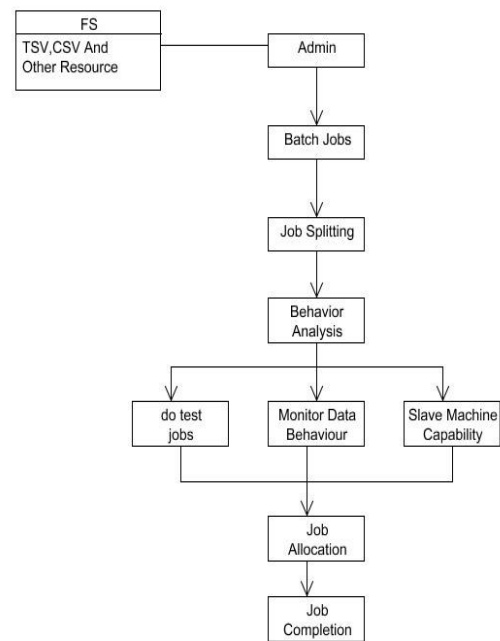 FS
TSV,CSV And
Other Resource
Admin
Batch Jobs
Job Splitting
Behavior
Analysis
do test
jobs
Monitor Data
Behaviour
Slave Machine
Capability
Job
Allocation
Job
Completion